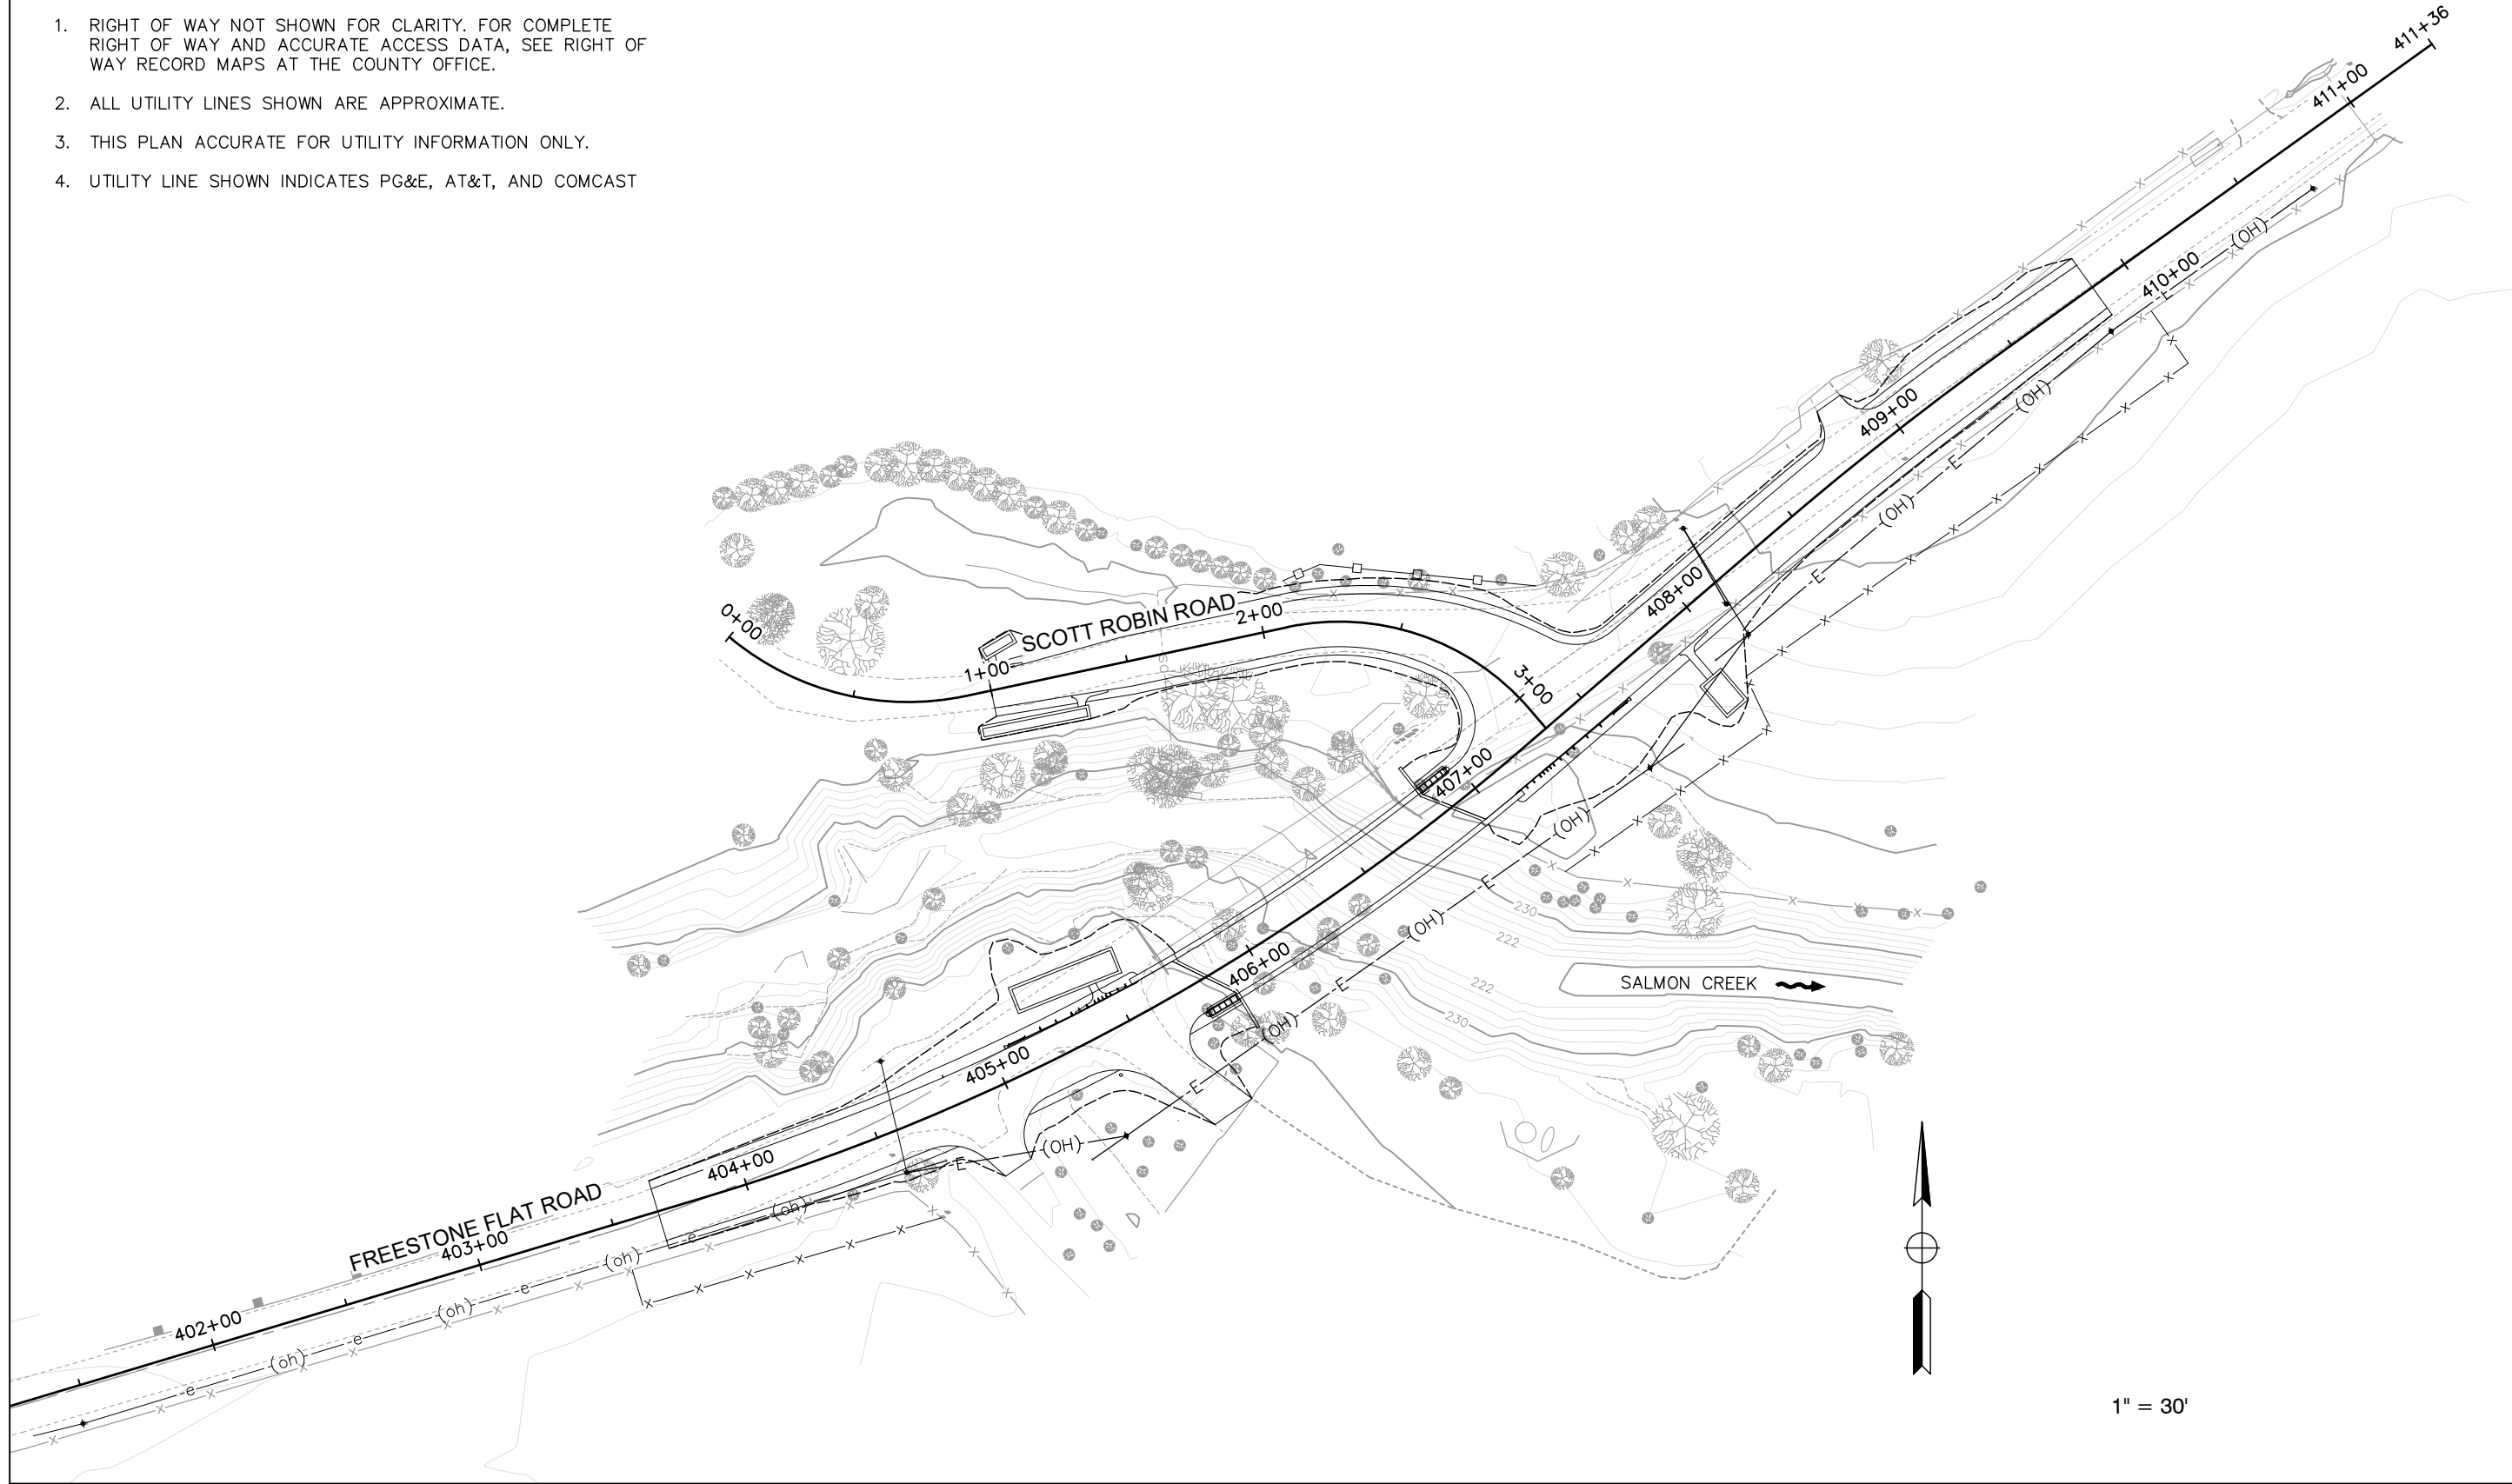 1. RIGHT OF WAY NOT SHOWN FOR CLARITY. FOR COMPLETE
RIGHT OF WAY AND ACCURATE ACCESS DATA, SEE RIGHT OF
WAY RECORD MAPS AT THE COUNTY OFFICE.
2. ALL UTILITY LINES SHOWN ARE APPROXIMATE.
3. THIS PLAN ACCURATE FOR UTILITY INFORMATION ONLY.
4. UTILITY LINE SHOWN INDICATES PG&E, AT&T, AND COMCAST
411+36
411+00
(OH)
410+00
(OH)
409+00
E
(OH)
E
408+00
SCOTT ROBIN ROAD
0+00
1+00
2+00
3+00
407+00
(OH)
E
230
(OH)
222
406+00
E
222
SALMON CREEK
230
(OH)
405+00
E
(OH)
E
404+00
(oh)
FREESTONE FLAT ROAD
403+00
e
(oh)
e
402+00
(oh)
e
(oh)
e
1" = 30'